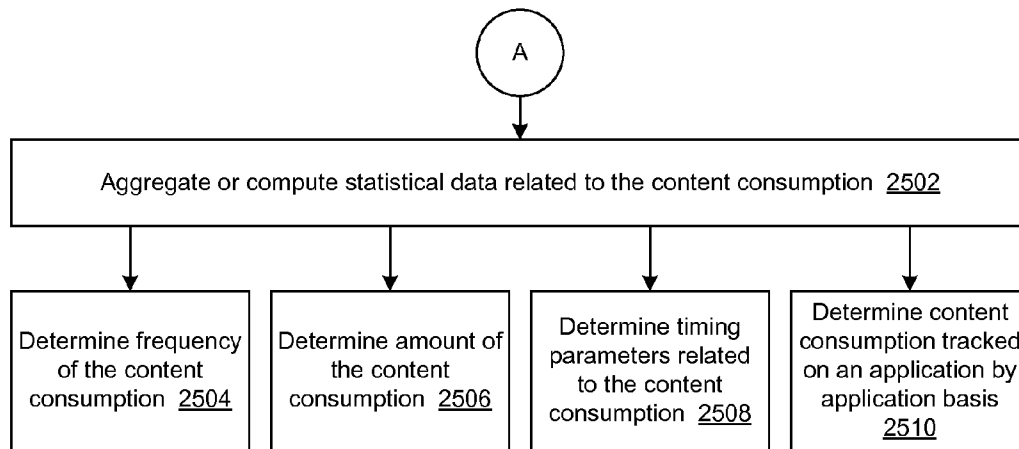 A
Aggregate or compute statistical data related to the content consumption 2502
Determine frequency
of the content
consumption 2504
Determine amount of
the content
consumption 2506
Determine timing
parameters related
to the content
consumption 2508
Determine content
consumption tracked
on an application by
application basis
2510